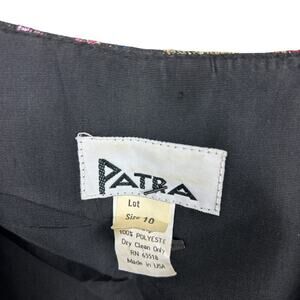 PATRA
Lot
Size 10
100% POLYESTE
Dry Clean Only
RN 65518
Made in USA